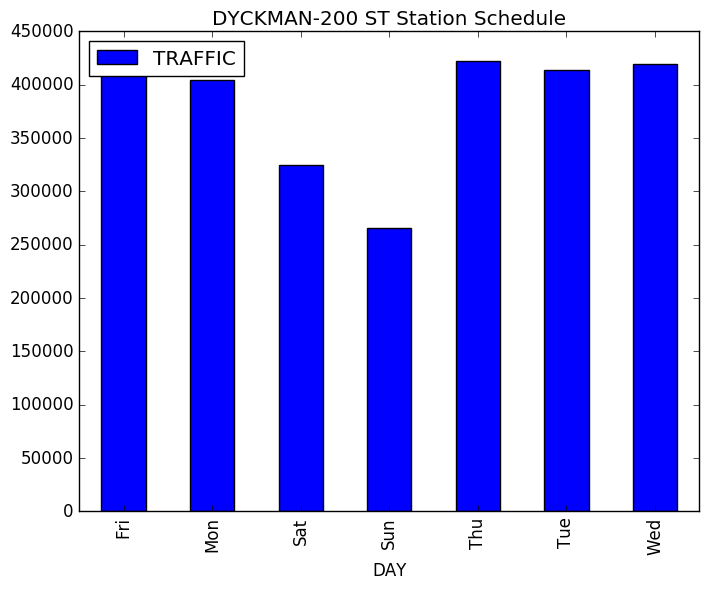 DYCKMAN-200 ST Station Schedule
450000
400000
350000
300000
250000
200000
150000
100000
50000
0
TRAFFIC
Fri
Mon
Sat
Sun
Thu
Tue
Wed
DAY